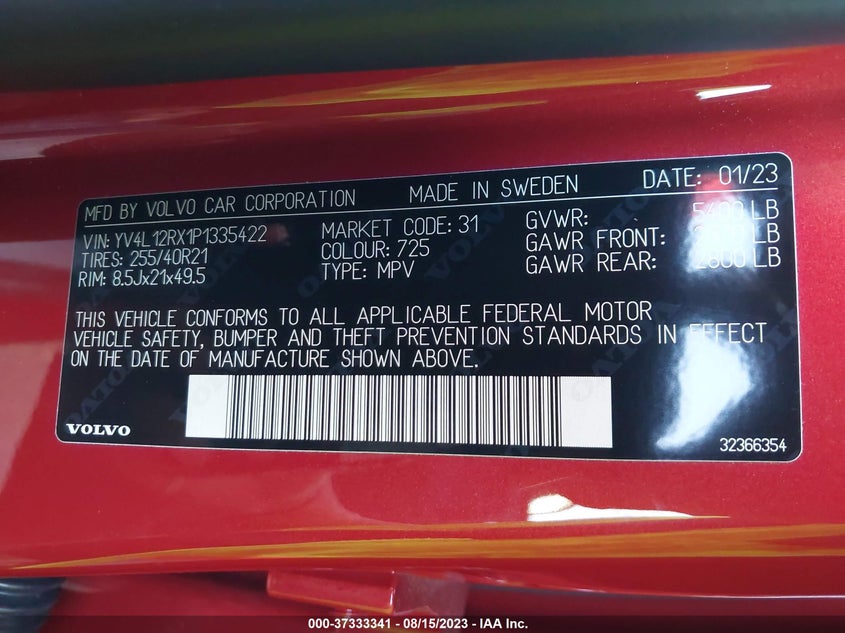 MFD BY VOLVO CAR CORPORATION MADE IN SWEDEN DATE: 01/23
VIN: YV4L12RX1P1335422 MARKET CODE: 31 GVWR: LB
TIRES: 255/40R21 COLOUR: 725 GAWR FRONT: LB
RIM: 8.5Jx21x49.5 TYPE: MPV GAWR REAR: LB
THIS VEHICLE CONFORMS TO ALL APPLICABLE FEDERAL MOTOR
VEHICLE SAFETY, BUMPER AND THEFT PREVENTION STANDARDS IN EFFECT
ON THE DATE OF MANUFACTURE SHOWN ABOVE.
VOLVO
32366354
000-37333341 - 08/15/2023 - IAA Inc.